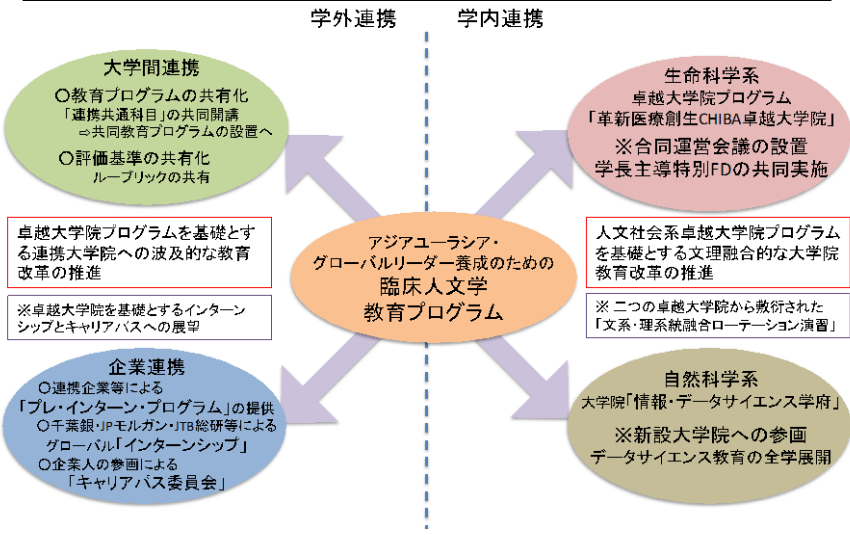 学外連携
学内連携
大学間連携
〇教育プログラムの共有化
「連携共通科目」の共同開講
⇨共同教育プログラムの設置へ
〇評価基準の共有化
ルーブリックの共有
生命科学系
卓越大学院プログラム
「革新医療創生CHIBA卓越大学院」
※合同運営会議の設置
学長主導特別FDの共同実施
卓越大学院プログラムを基礎とす
る連携大学院への波及的な教育
改革の推進
※卓越大学院を基礎とするインターン
シップとキャリアパスへの展望
アジアユーラシア・
グローバルリーダー養成のための
臨床人文学
教育プログラム
人文社会系卓越大学院プログラム
を基礎とする文理融合的な大学院
教育改革の推進
※ 二つの卓越大学院から敷衍された
「文系・理系統融合ローテーション演習」
企業連携
〇連携企業等による
「プレ・インターン・プログラム」の提供
〇千葉銀・JPモルガン・JTB総研等による
グローバル「インターンシップ」
〇企業人の参画による
「キャリアパス委員会」
自然科学系
大学院「情報・データサイエンス学府」
※新設大学院への参画
データサイエンス教育の全学展開